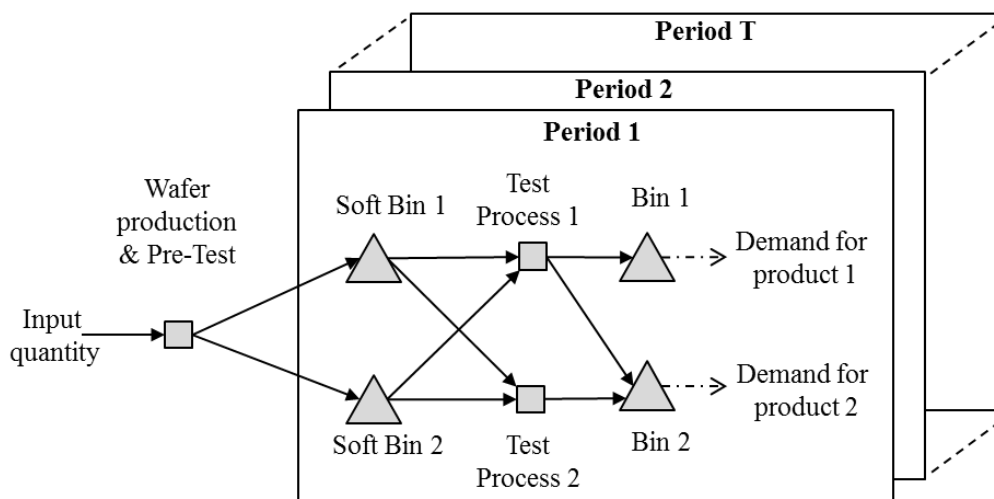 Period T
Period 2
Period 1
Wafer
production
& Pre-Test
Soft Bin 1
Test
Process 1
Bin 1
Demand for
product 1
Input
quantity
Demand for
product 2
Soft Bin 2
Test
Process 2
Bin 2